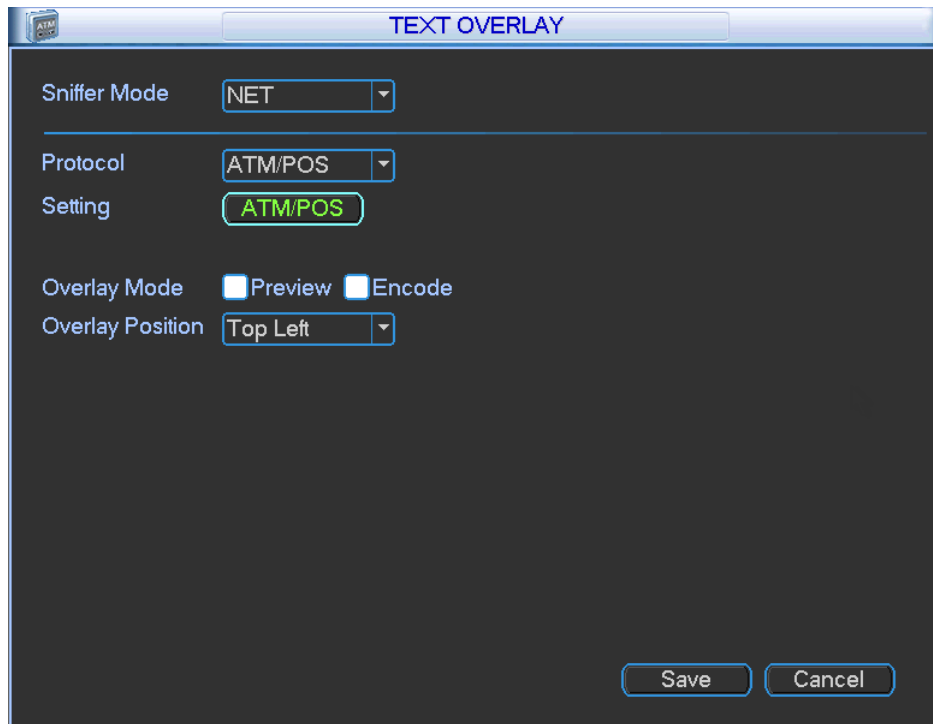 ATM
TEXT OVERLAY
Sniffer Mode NET
Protocol ATM/POS
Setting ATM/POS
Overlay Mode Preview Encode
Overlay Position Top Left
Save Cancel